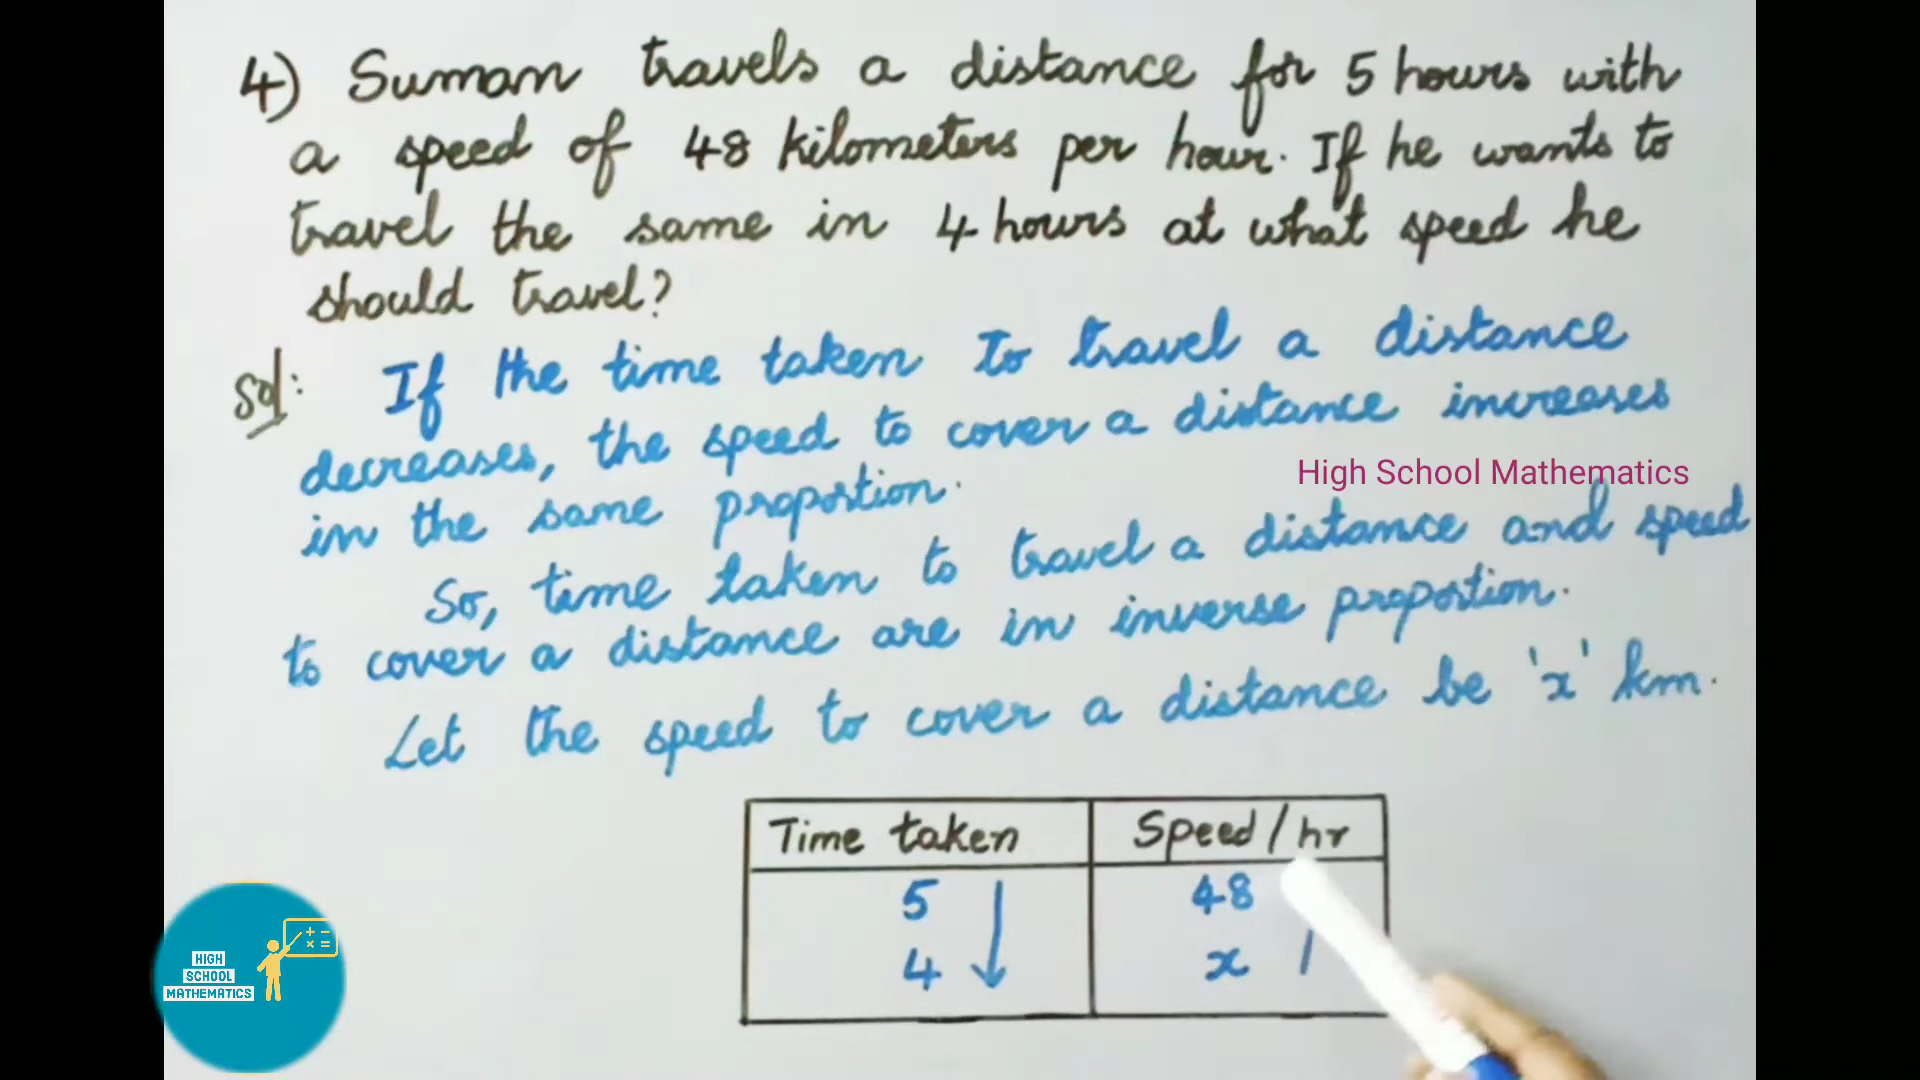 4) Suman travels a distance for 5 hours with
a speed of 48 kilometers per hour. If he wants to
travel the same in 4 hours at what speed he
should travel?
Sol: If the time taken to travel a distance
decreases, the speed to cover a distance increases
High School Mathematics
in the same proportion.
So, time taken to travel a distance and speed
to cover a distance are in inverse proportion.
Let the speed to cover a distance be 'x' km.
Time taken Speed/hr
5 48
4 x
HIGH
SCHOOL
MATHEMATICS